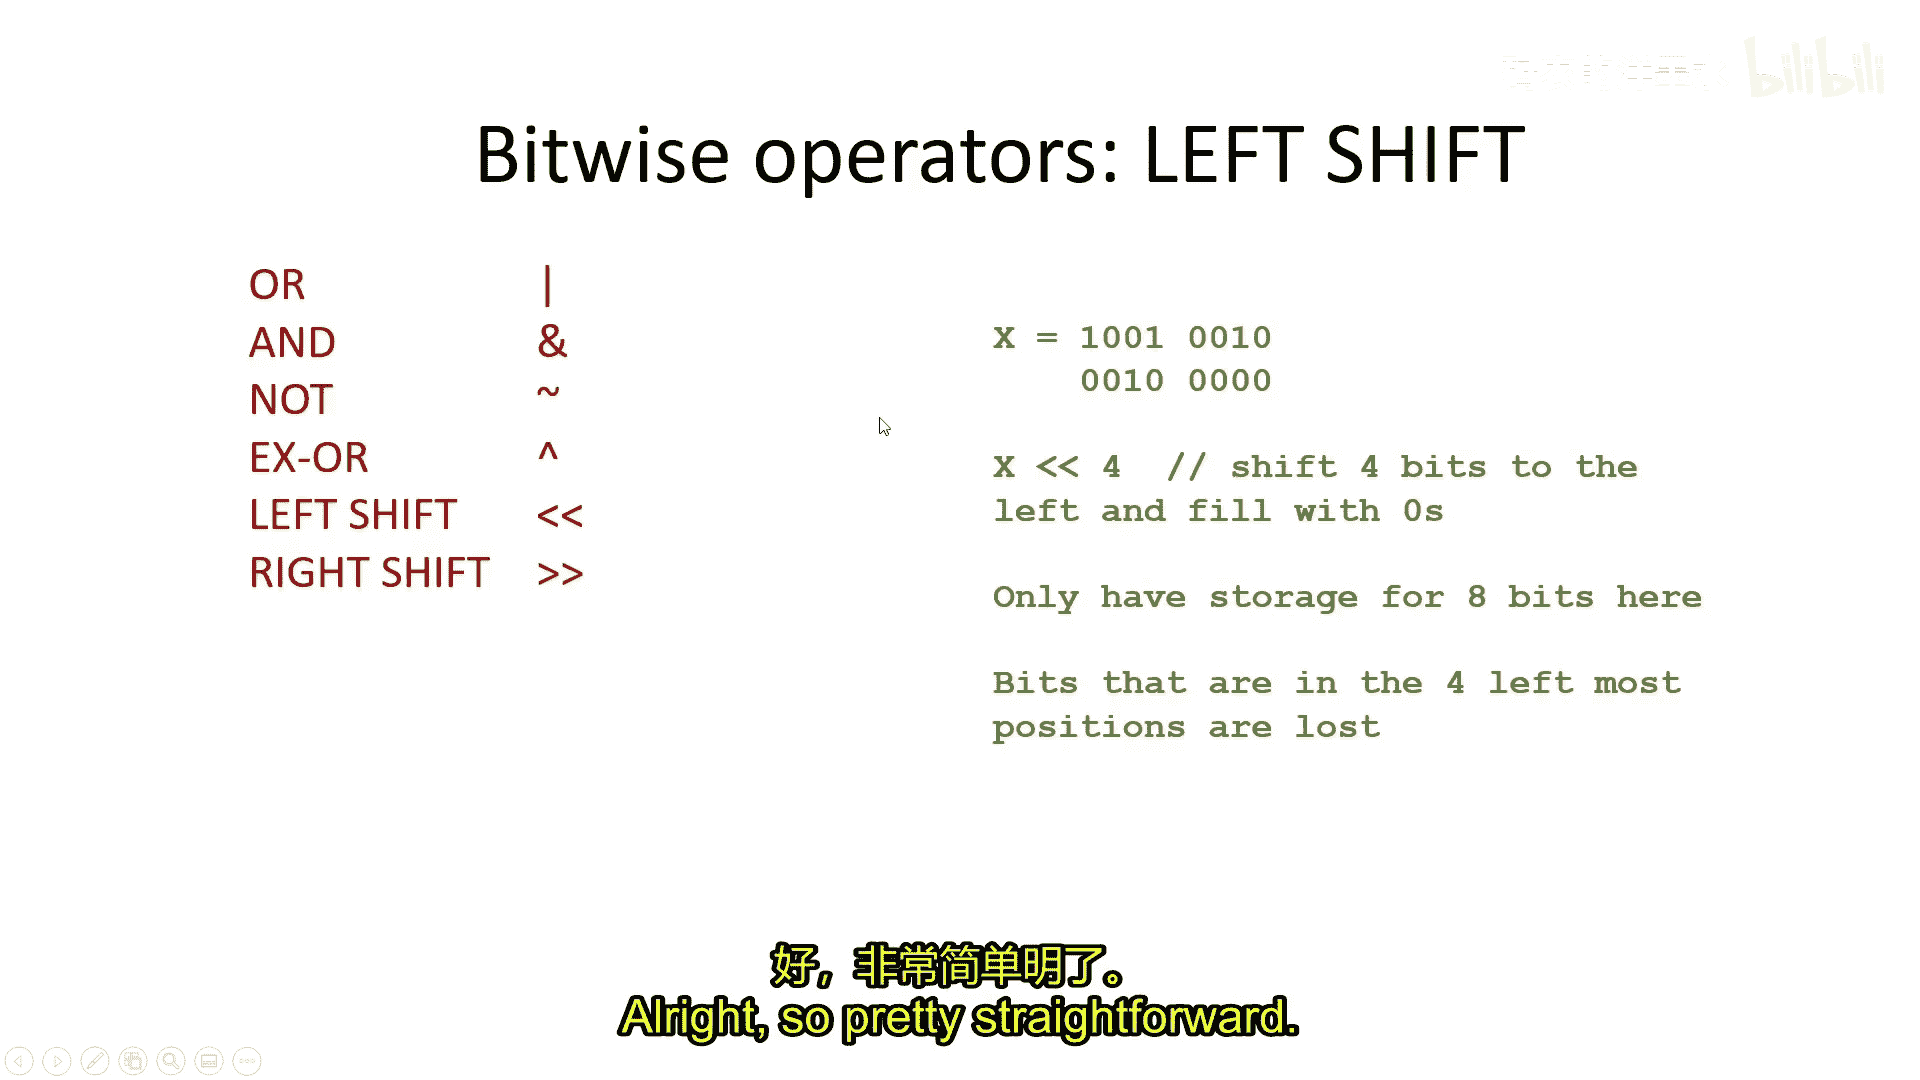 bilibili
Bitwise operators: LEFT SHIFT
OR |
AND &
NOT ~
EX-OR ^
LEFT SHIFT <<
RIGHT SHIFT >>
X = 1001 0010
0010 0000
X << 4 // shift 4 bits to the
left and fill with 0s
Only have storage for 8 bits here
Bits that are in the 4 left most
positions are lost
好，非常简单明了。
Alright, so pretty straightforward.